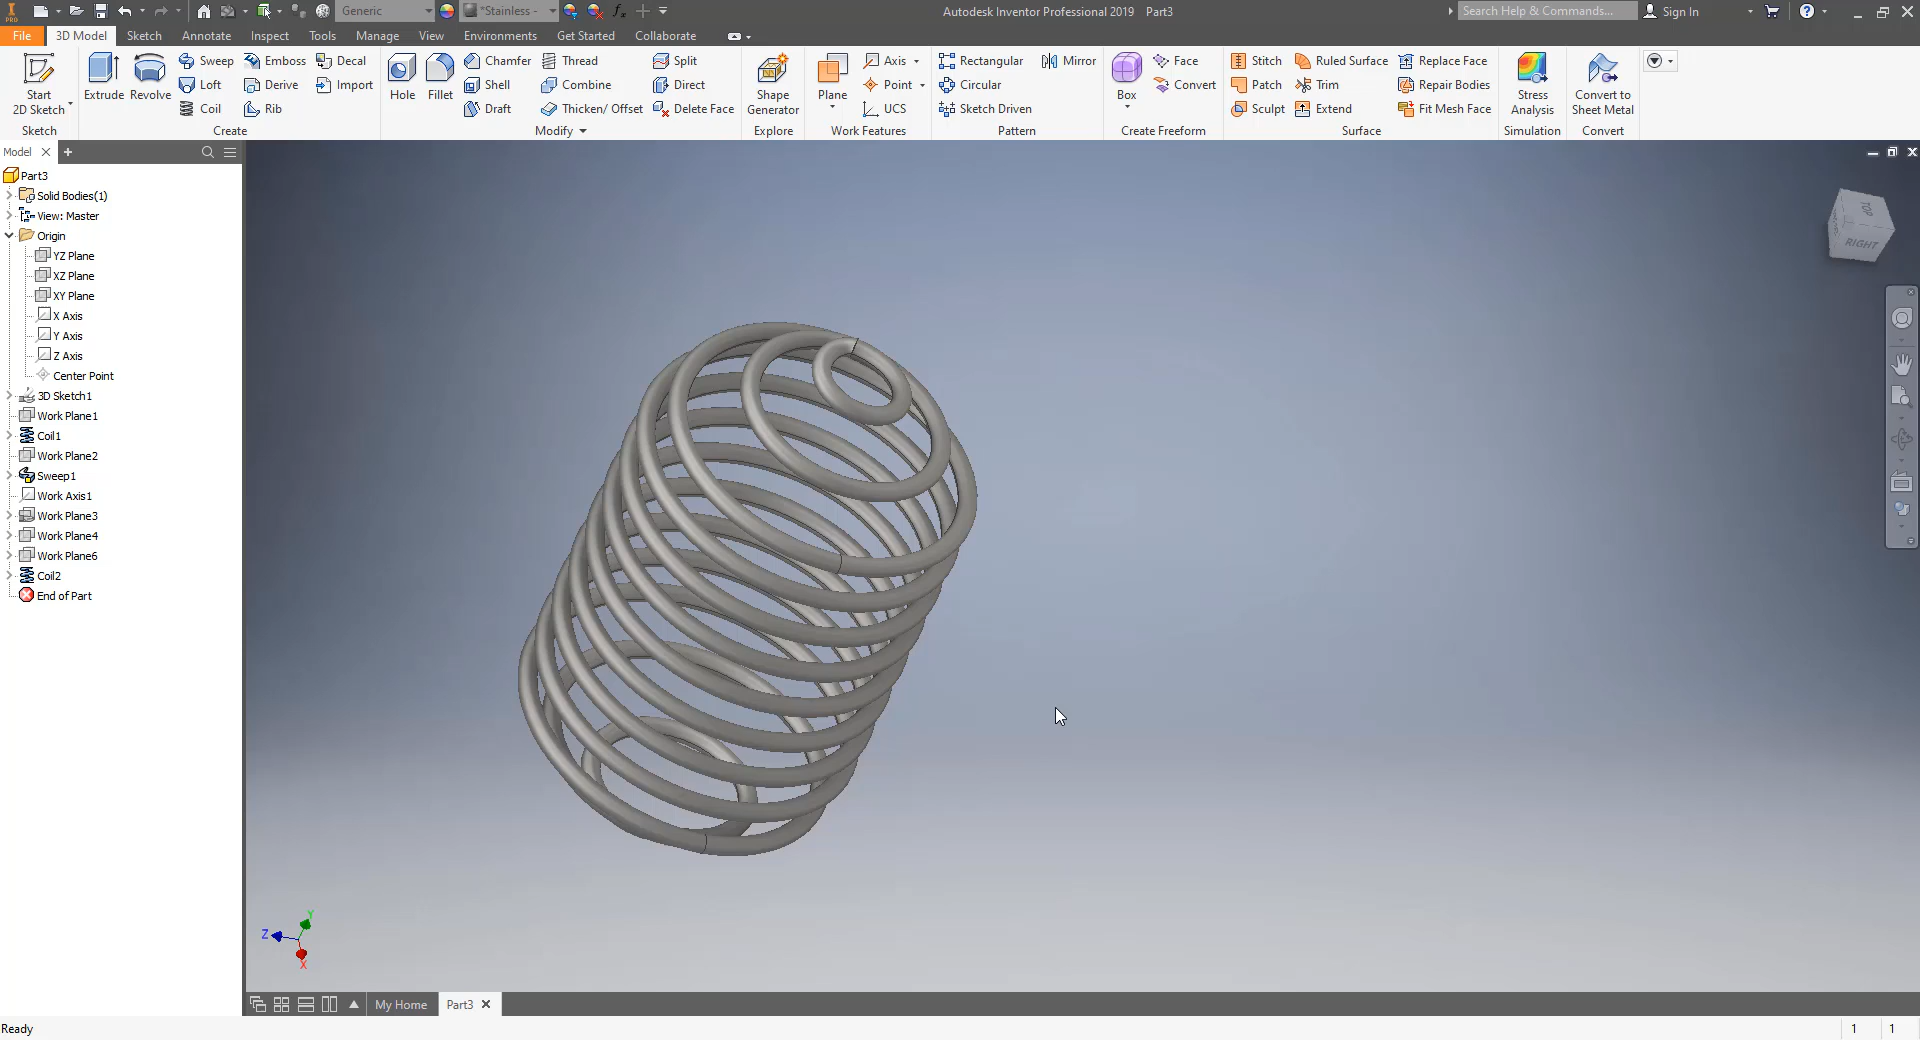 PRO Generic *Stainless - fx Autodesk Inventor Professional 2019 Part3 Search Help & Commands... Sign In
File 3D Model Sketch Annotate Inspect Tools Manage View Environments Get Started Collaborate
Start 2D Sketch
Sketch
Extrude Revolve
Sweep Emboss Decal
Loft Derive Import
Coil Rib
Create
Hole Fillet
Chamfer Thread Split
Shell Combine Direct
Draft Thicken/ Offset Delete Face
Modify
Shape Generator
Explore
Plane
Axis
Point
UCS
Work Features
Rectangular Mirror
Circular
Sketch Driven
Pattern
Box
Face
Convert
Create Freeform
Stitch Ruled Surface Replace Face
Patch Trim Repair Bodies
Sculpt Extend Fit Mesh Face
Surface
Stress Analysis
Simulation
Convert to Sheet Metal
Convert
Model
Part3
Solid Bodies(1)
View: Master
Origin
YZ Plane
XZ Plane
XY Plane
X Axis
Y Axis
Z Axis
Center Point
3D Sketch1
Work Plane1
Coil1
Work Plane2
Sweep1
Work Axis1
Work Plane3
Work Plane4
Work Plane6
Coil2
End of Part
TOP
RIGHT
Y
Z
X
My Home Part3
Ready 1 1